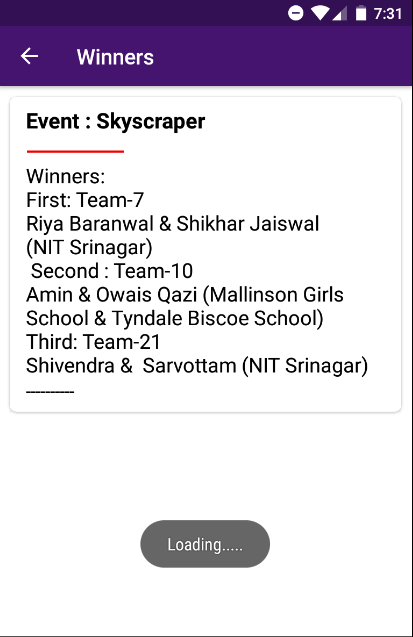 7:31
Winners
Event : Skyscraper
Winners:
First: Team-7
Riya Baranwal & Shikhar Jaiswal
(NIT Srinagar)
Second : Team-10
Amin & Owais Qazi (Mallinson Girls
School & Tyndale Biscoe School)
Third: Team-21
Shivendra &  Sarvottam (NIT Srinagar)
----------
Loading.....